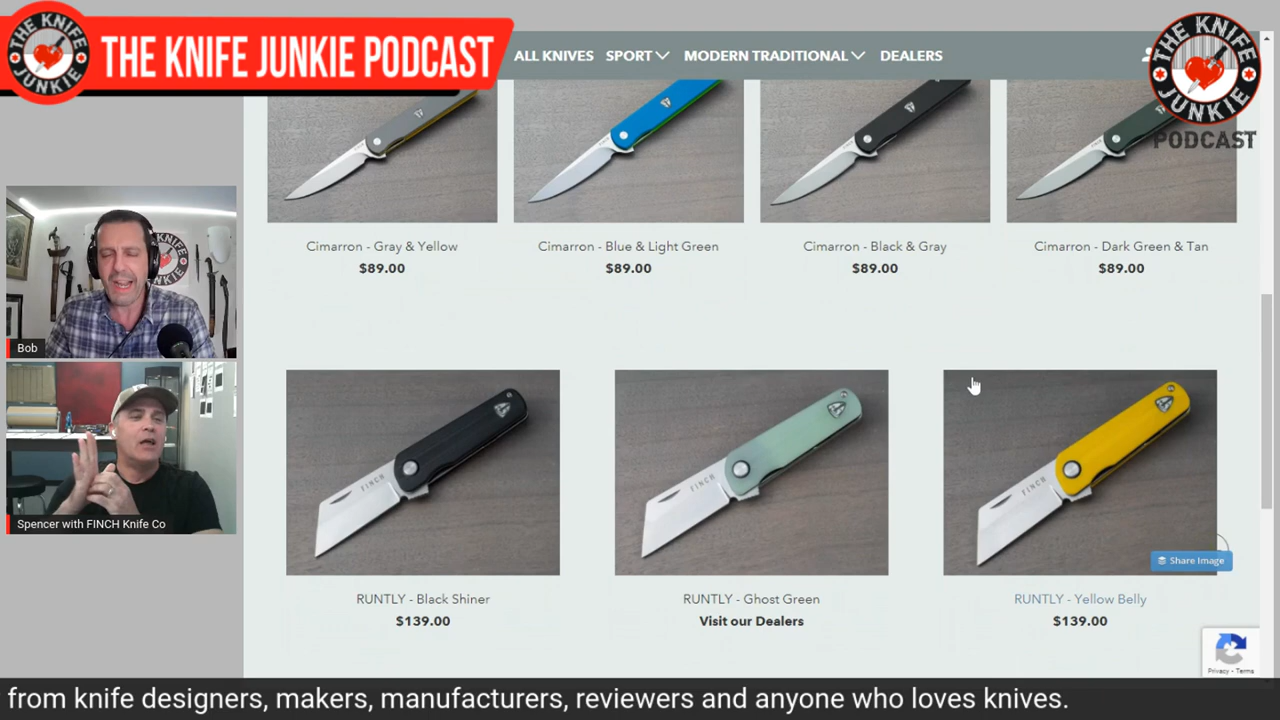 THE KNIFE JUNKIE
THE KNIFE JUNKIE PODCAST
ALL KNIVES SPORT MODERN TRADITIONAL DEALERS
THE KNIFE JUNKIE
PODCAST
Cimarron - Gray & Yellow
$89.00
Cimarron - Blue & Light Green
$89.00
Cimarron - Black & Gray
$89.00
Cimarron - Dark Green & Tan
$89.00
KNIFE
JUNKIE
Bob
Spencer with FINCH Knife Co
FINCH
FINCH
FINCH
Share Image
RUNTLY - Black Shiner
$139.00
RUNTLY - Ghost Green
Visit our Dealers
RUNTLY - Yellow Belly
$139.00
Privacy - Terms
from knife designers, makers, manufacturers, reviewers and anyone who loves knives.